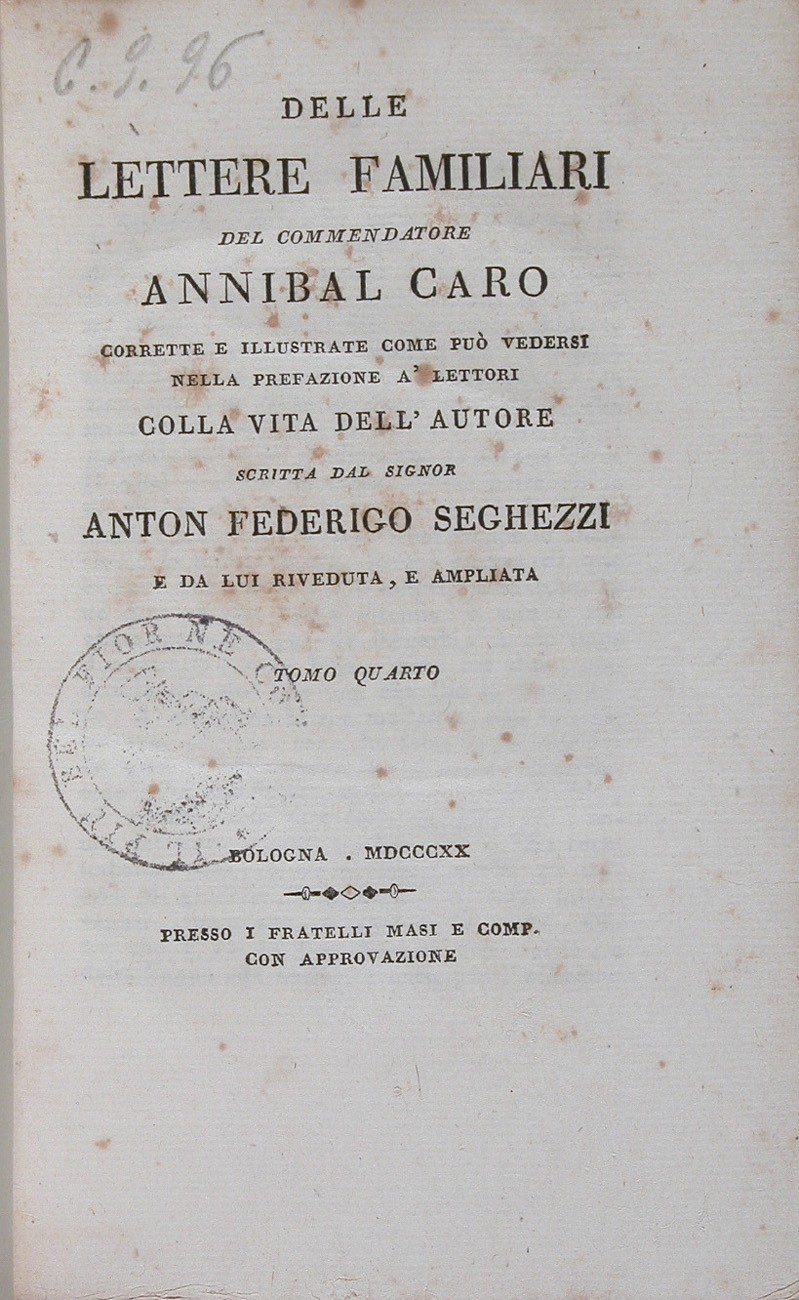 C. 9. 96
DELLE
LETTERE FAMILIARI
DEL COMMENDATORE
ANNIBAL CARO
CORRETTE E ILLUSTRATE COME PUÒ VEDERSI
NELLA PREFAZIONE A' LETTORI
COLLA VITA DELL' AUTORE
SCRITTA DAL SIGNOR
ANTON FEDERIGO SEGHEZZI
E DA LUI RIVEDUTA, E AMPLIATA
TOMO QUARTO
BOLOGNA . MDCCCXX
PRESSO I FRATELLI MASI E COMP.
CON APPROVAZIONE